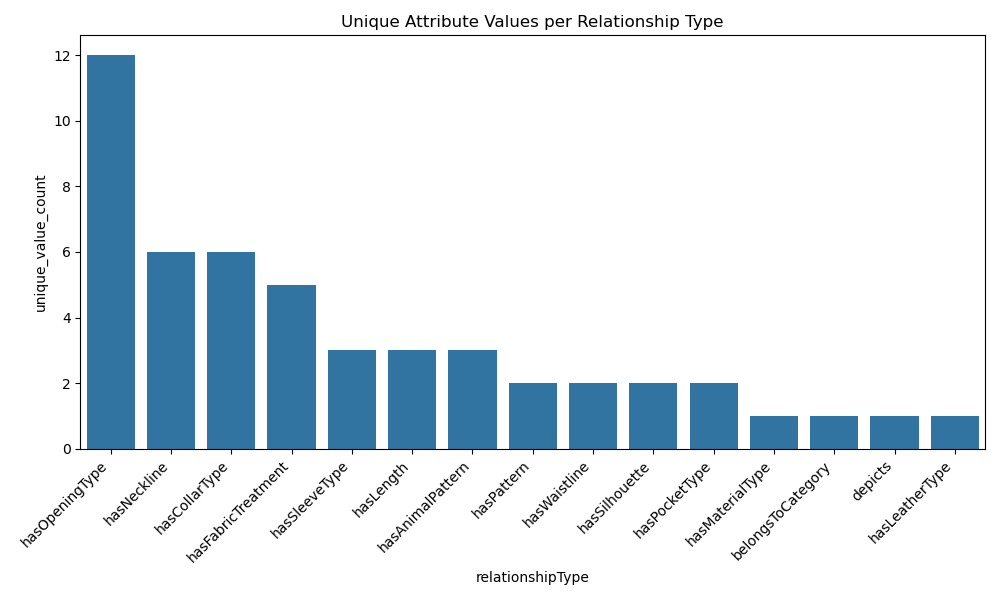 Unique Attribute Values per Relationship Type
unique_value_count
12
10
8
6
4
2
0
hasOpeningType
hasNeckline
hasCollarType
hasFabricTreatment
hasSleeveType
hasLength
hasAnimalPattern
hasPattern
hasWaistline
hasSilhouette
hasPocketType
hasMaterialType
belongsToCategory
depicts
hasLeatherType
relationshipType